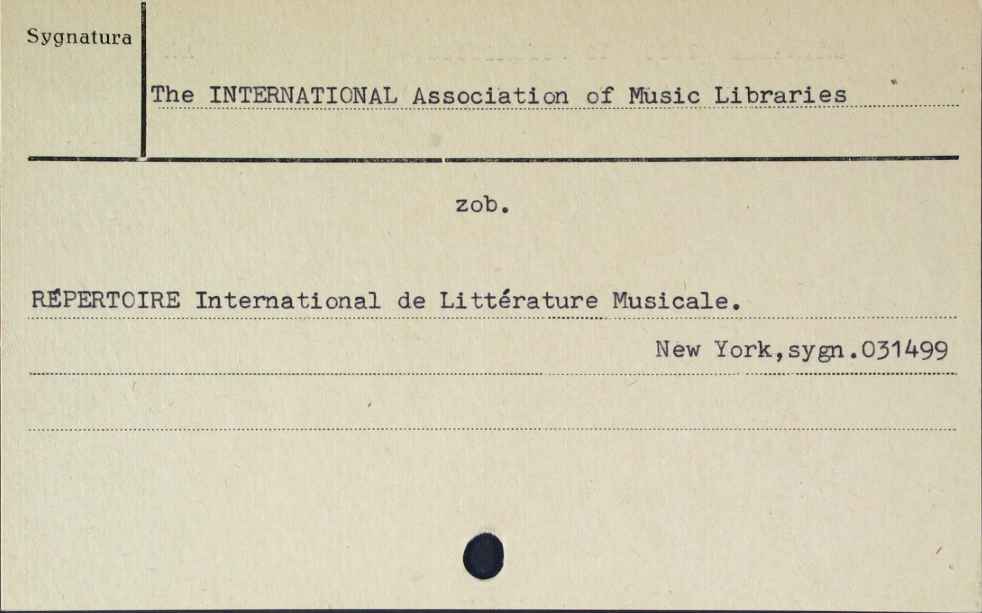 Sygnatura
The INTERNATIONAL Association of Music Libraries
zob.
RÉPERTOIRE International de Littérature Musicale.
New York,sygn.031499